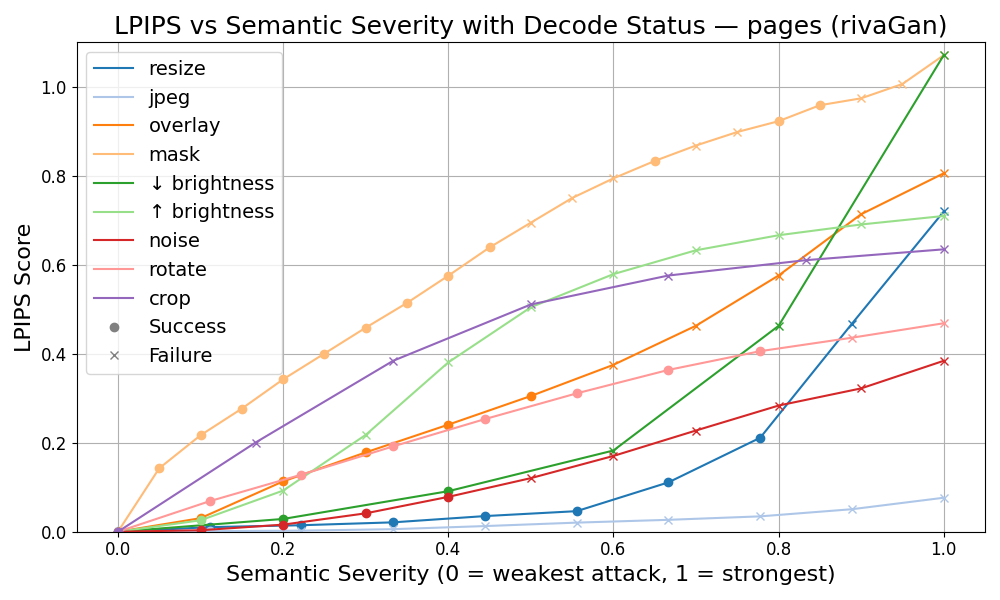 LPIPS vs Semantic Severity with Decode Status — pages (rivaGan)
LPIPS Score
1.0
0.8
0.6
0.4
0.2
0.0
resize
jpeg
overlay
mask
↓ brightness
↑ brightness
noise
rotate
crop
Success
Failure
0.0 0.2 0.4 0.6 0.8 1.0
Semantic Severity (0 = weakest attack, 1 = strongest)